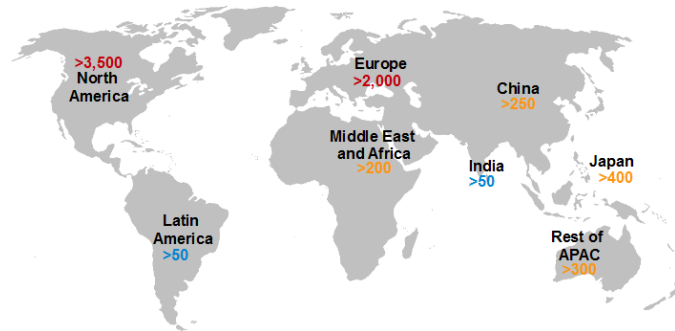 >3,500
North
America
Europe
>2,000
China
>250
Middle East
and Africa
>200
India
>50
Japan
>400
Latin
America
>50
Rest of
APAC
>300